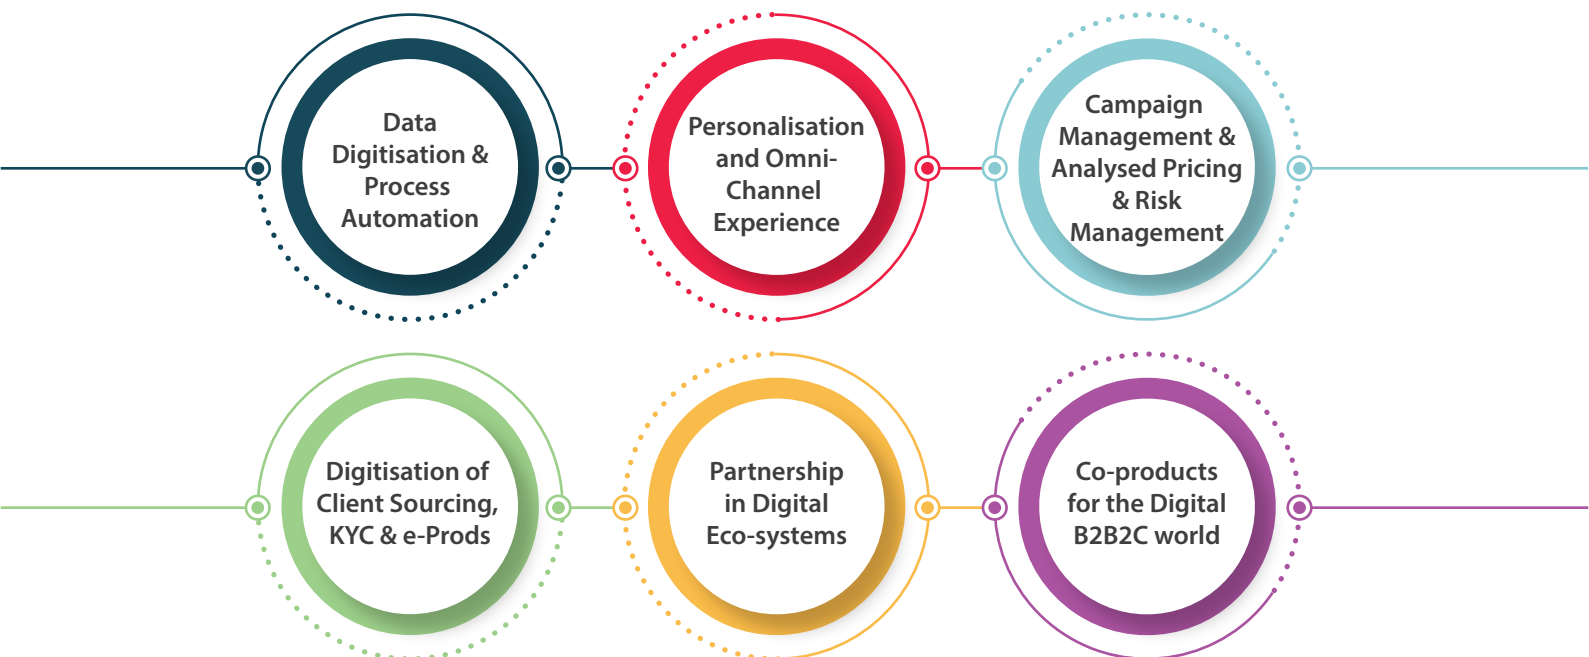 Data
Digitisation &
Process
Automation
Personalisation
and Omni-
Channel
Experience
Campaign
Management &
Analysed Pricing
& Risk
Management
Digitisation of
Client Sourcing,
KYC & e-Prods
Partnership
in Digital
Eco-systems
Co-products
for the Digital
B2B2C world